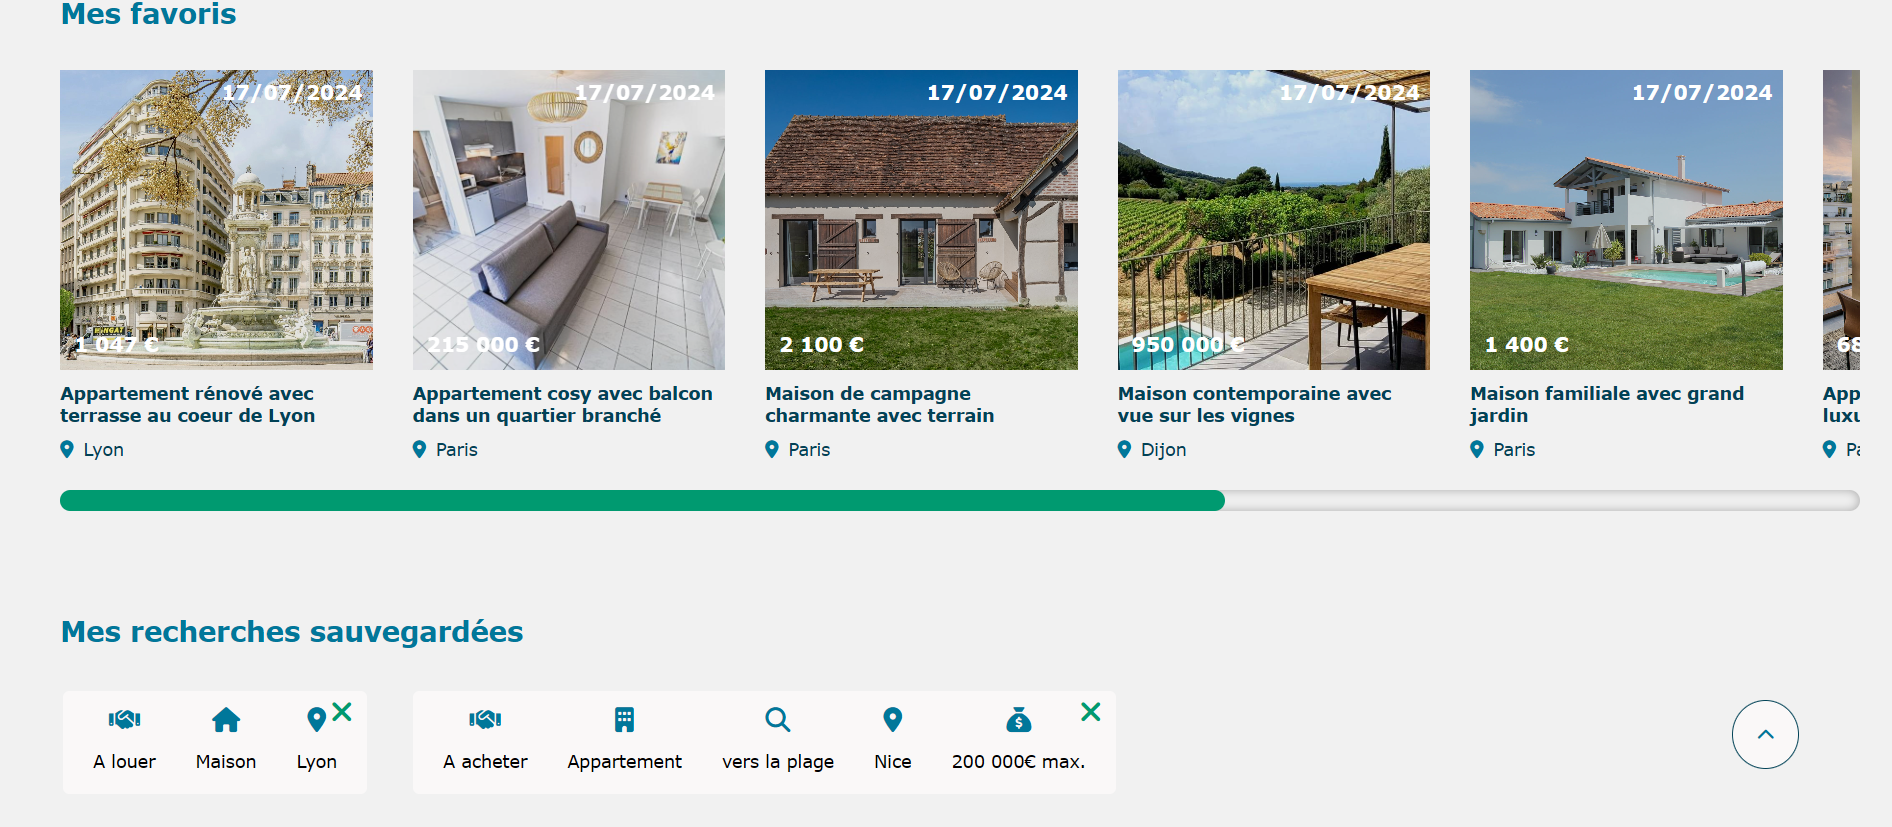 Mes favoris
17/07/2024
1 047 €
Appartement rénové avec
terrasse au coeur de Lyon
Lyon
17/07/2024
215 000 €
Appartement cosy avec balcon
dans un quartier branché
Paris
17/07/2024
2 100 €
Maison de campagne
charmante avec terrain
Paris
17/07/2024
950 000 €
Maison contemporaine avec
vue sur les vignes
Dijon
17/07/2024
1 400 €
Maison familiale avec grand
jardin
Paris
68
App
luxu
Pa
Mes recherches sauvegardées
A louer
Maison
Lyon
A acheter
Appartement
vers la plage
Nice
200 000€ max.